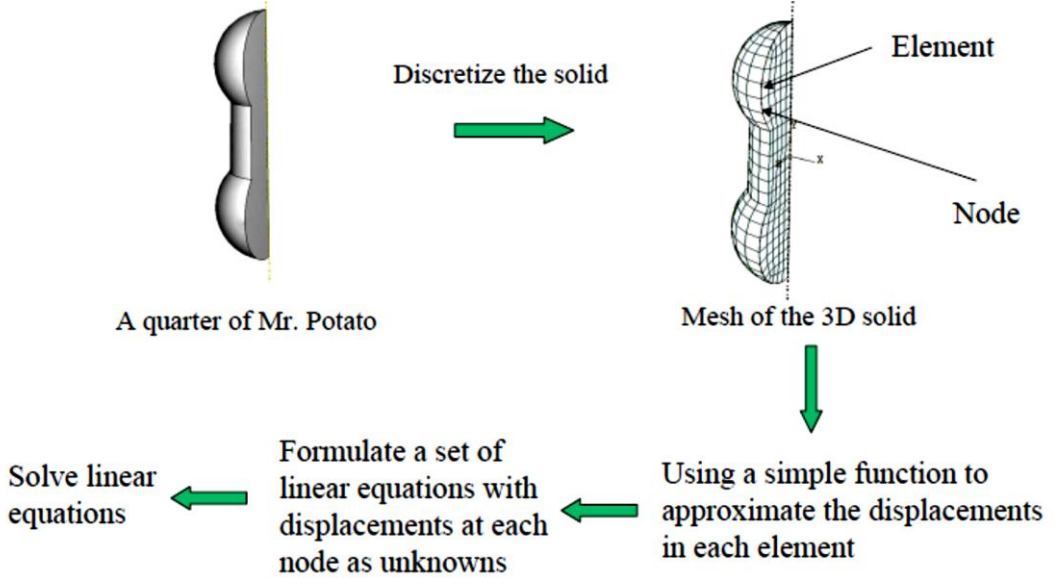 Discretize the solid
Element
Node
x
A quarter of Mr. Potato
Mesh of the 3D solid
Using a simple function to
approximate the displacements
in each element
Formulate a set of
linear equations with
displacements at each
node as unknowns
Solve linear
equations